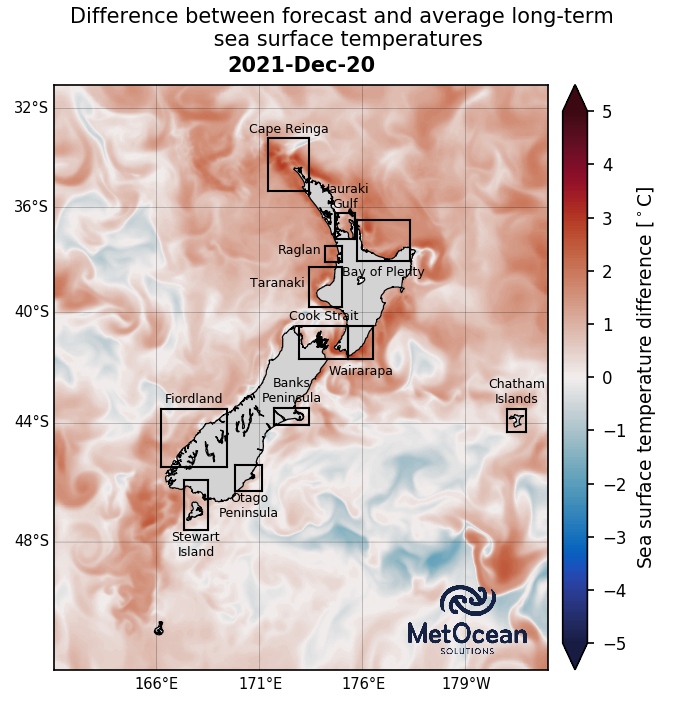 Difference between forecast and average long-term
sea surface temperatures
2021-Dec-20
32°S
36°S
40°S
44°S
48°S
166°E
171°E
176°E
179°W
Cape Reinga
Hauraki
Gulf
Raglan
Bay of Plenty
Taranaki
Cook Strait
Wairarapa
Banks
Peninsula
Fiordland
Chatham
Islands
Otago
Peninsula
Stewart
Island
MetOcean
SOLUTIONS
5
4
3
2
1
0
−1
−2
−3
−4
−5
Sea surface temperature difference [°C]